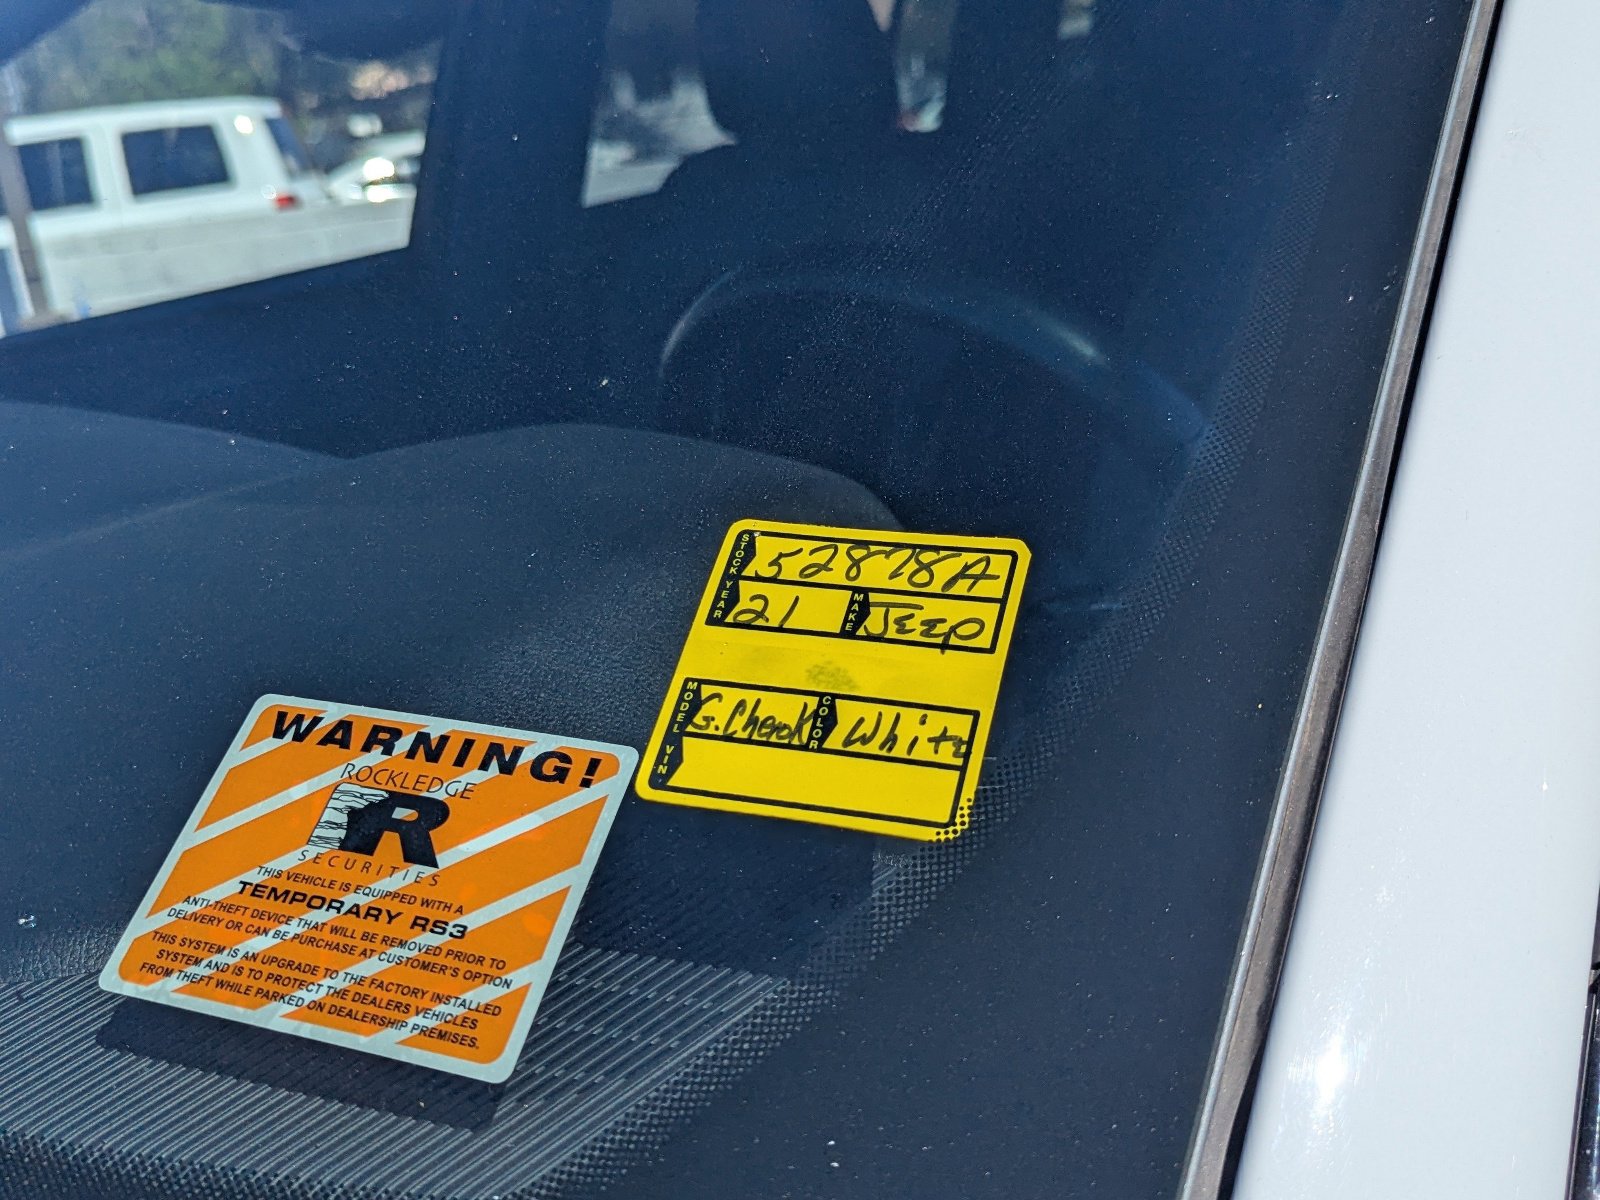 STOCK 52878A
YEAR 21 MAKE JEEP
MODEL G. Cherok COLOR White
VIN
WARNING!
ROCKLEDGE
R
SECURITIES
THIS VEHICLE IS EQUIPPED WITH A
TEMPORARY RS3
ANTI-THEFT DEVICE THAT WILL BE REMOVED PRIOR TO
DELIVERY OR CAN BE PURCHASE AT CUSTOMER'S OPTION
THIS SYSTEM IS AN UPGRADE TO THE FACTORY INSTALLED
SYSTEM AND IS TO PROTECT THE DEALERS VEHICLES
FROM THEFT WHILE PARKED ON DEALERSHIP PREMISES.